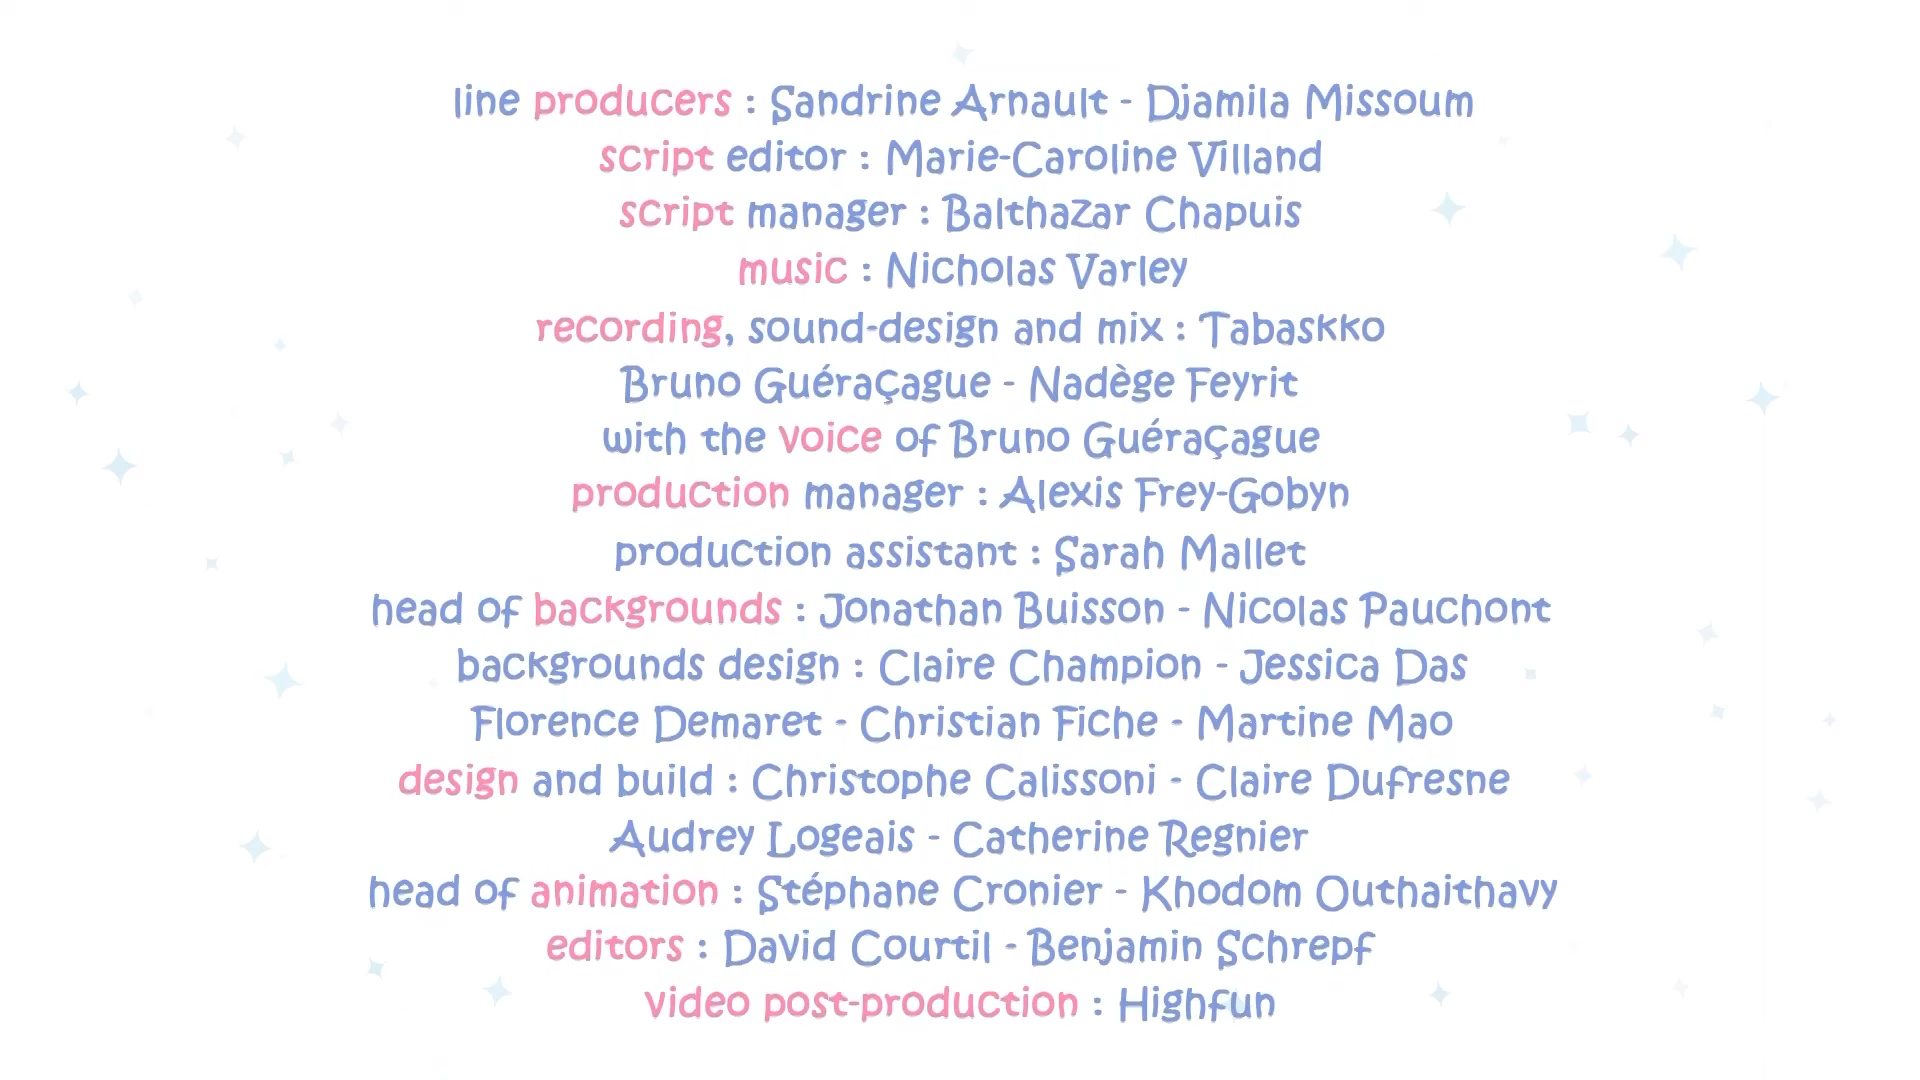 line producers : Sandrine Arnault - Djamila Missoum
script editor : Marie-Caroline Villand
script manager : Balthazar Chapuis
music : Nicholas Varley
recording, sound-design and mix : Tabaskko
Bruno Guéraçague - Nadège Feyrit
with the voice of Bruno Guéraçague
production manager : Alexis Frey-Gobyn
production assistant : Sarah Mallet
head of backgrounds : Jonathan Buisson - Nicolas Pauchont
backgrounds design : Claire Champion - Jessica Das
Florence Demaret - Christian Fiche - Martine Mao
design and build : Christophe Calissoni - Claire Dufresne
Audrey Logeais - Catherine Regnier
head of animation : Stéphane Cronier - Khodom Outhaithavy
editors : David Courtil - Benjamin Schrepf
video post-production : Highfun